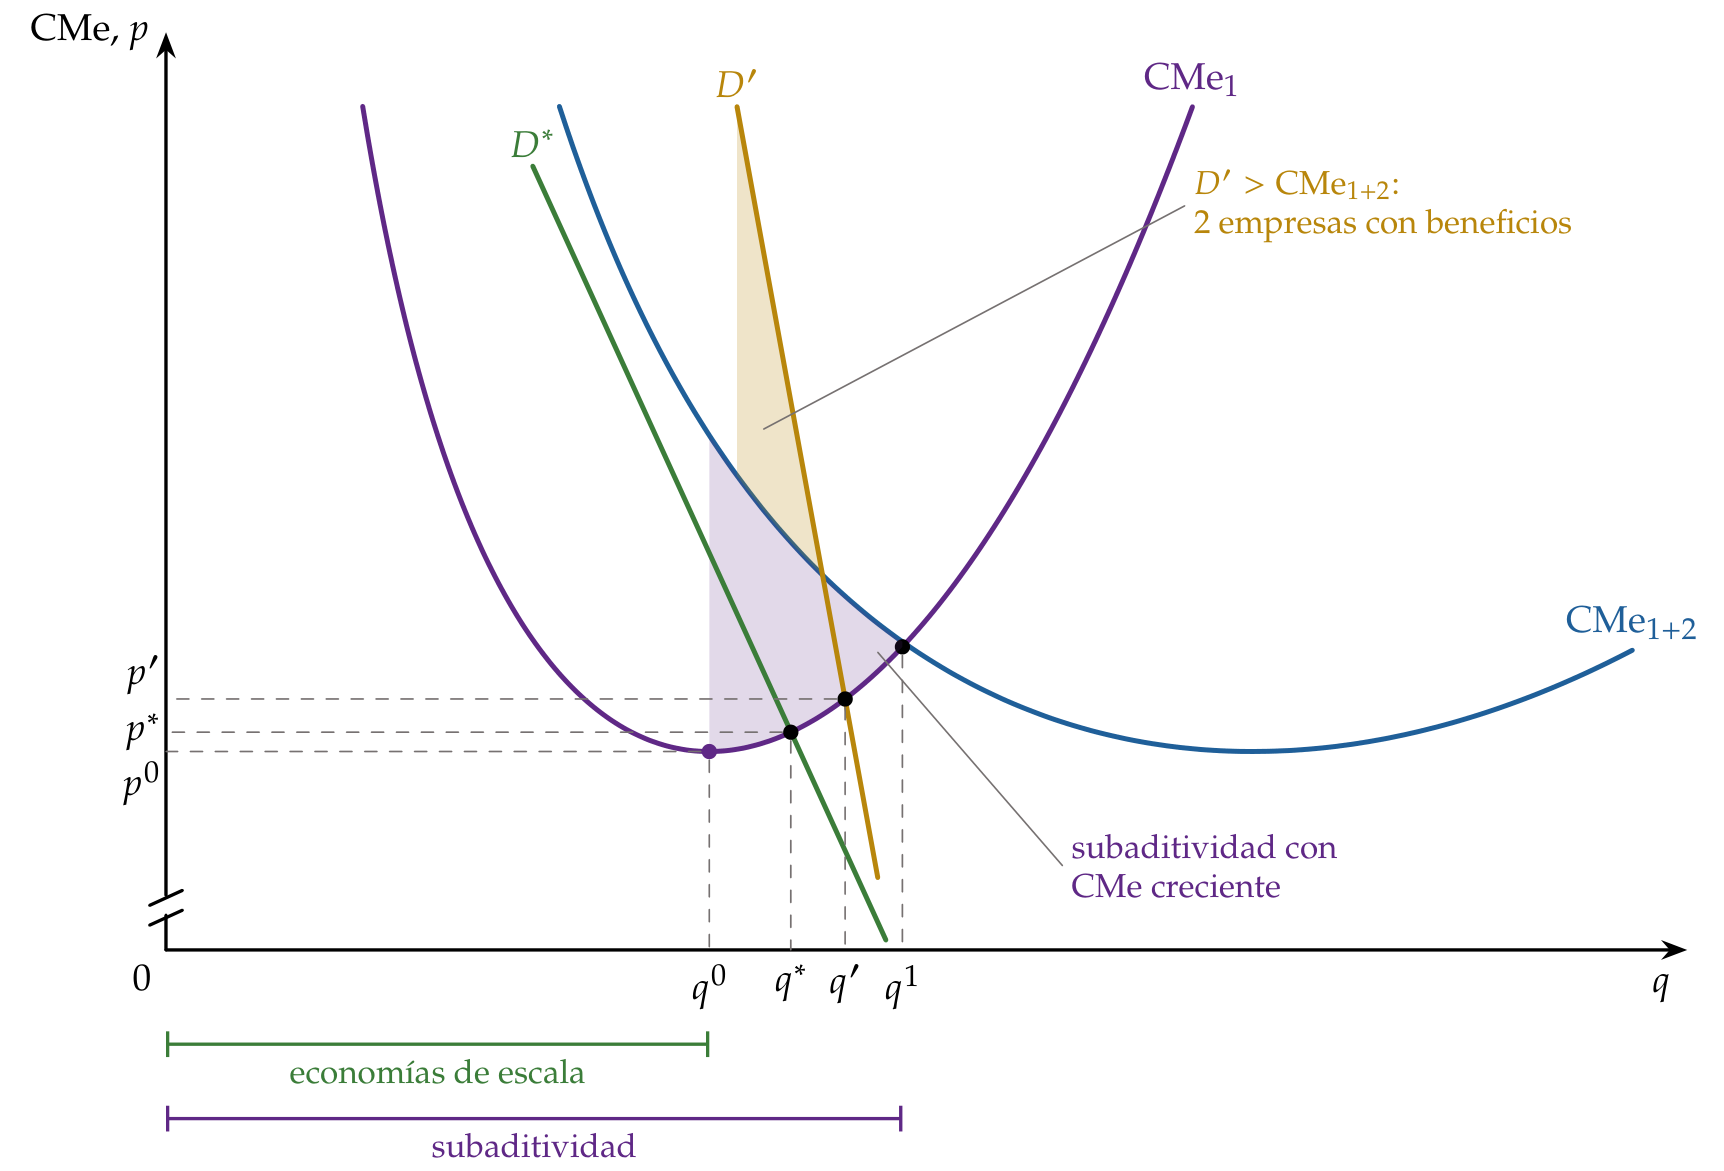 CMe, p
D′
CMe₁
D*
D′ > CMe₁₊₂:
2 empresas con beneficios
CMe₁₊₂
p′
p*
p⁰
subaditividad con
CMe creciente
0
q⁰
q*
q′
q¹
q
economías de escala
subaditividad